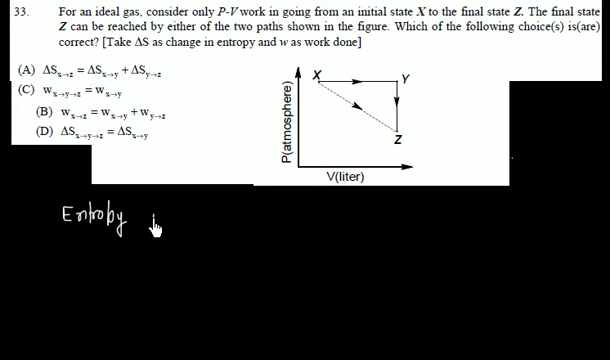 33. For an ideal gas, consider only P-V work in going from an initial state X to the final state Z. The final state
Z can be reached by either of the two paths shown in the figure. Which of the following choice(s) is(are)
correct? [Take ΔS as change in entropy and w as work done]
(A) ΔSₓ→z = ΔSₓ→y + ΔSy→z
(C) wₓ→y→z = wₓ→y
(B) wₓ→z = wₓ→y + wy→z
(D) ΔSₓ→y→z = ΔSₓ→y
X
Y
Z
P(atmosphere)
V(liter)
Entropy